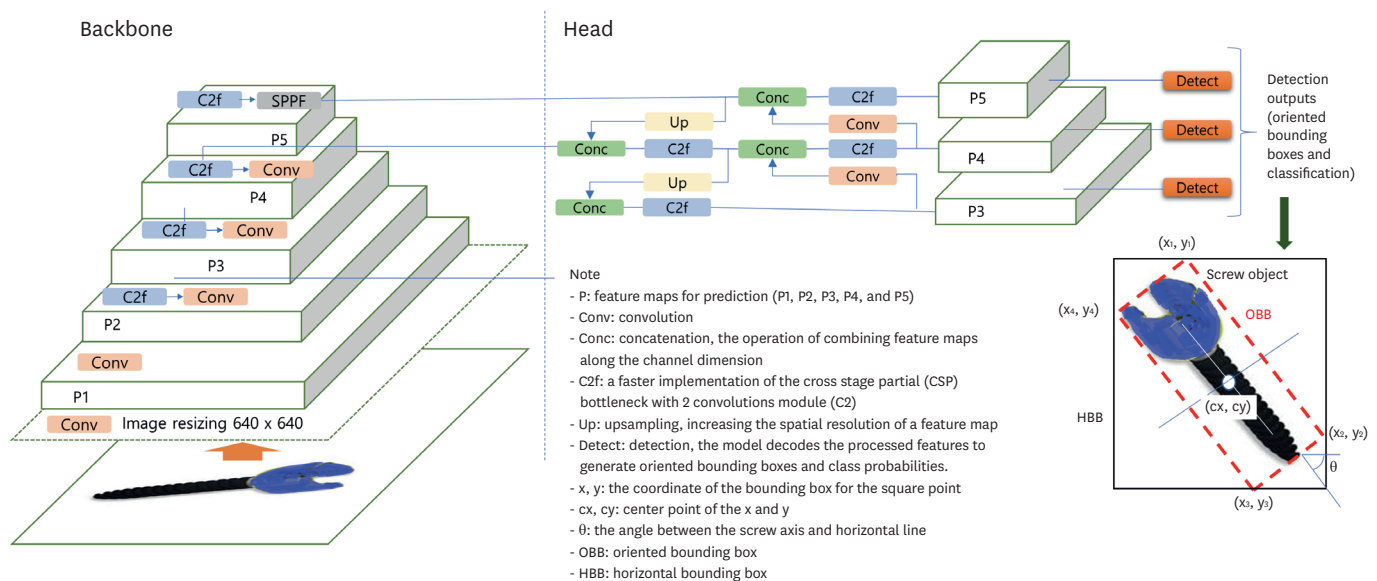 Backbone
C2f
SPPF
P5
C2f
Conv
P4
C2f
Conv
P3
C2f
Conv
P2
Conv
P1
Conv
Image resizing 640 x 640
Head
Conc
C2f
P5
Detect
Up
Conv
Conc
C2f
Conc
C2f
P4
Detect
Up
Conv
Conc
C2f
P3
Detect
Detection
outputs
(oriented
bounding
boxes and
classification)
Note
- P: feature maps for prediction (P1, P2, P3, P4, and P5)
- Conv: convolution
- Conc: concatenation, the operation of combining feature maps
along the channel dimension
- C2f: a faster implementation of the cross stage partial (CSP)
bottleneck with 2 convolutions module (C2)
- Up: upsampling, increasing the spatial resolution of a feature map
- Detect: detection, the model decodes the processed features to
generate oriented bounding boxes and class probabilities.
- x, y: the coordinate of the bounding box for the square point
- cx, cy: center point of the x and y
- θ: the angle between the screw axis and horizontal line
- OBB: oriented bounding box
- HBB: horizontal bounding box
(x₁, y₁)
Screw object
(x₄, y₄)
OBB
HBB
(cx, cy)
(x₂, y₂)
θ
(x₃, y₃)